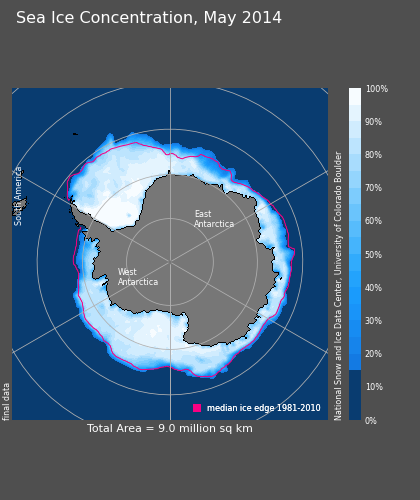 Sea Ice Concentration, May 2014
South America
East
Antarctica
West
Antarctica
final data
median ice edge 1981-2010
Total Area = 9.0 million sq km
100%
90%
80%
70%
60%
50%
40%
30%
20%
10%
0%
National Snow and Ice Data Center, University of Colorado Boulder